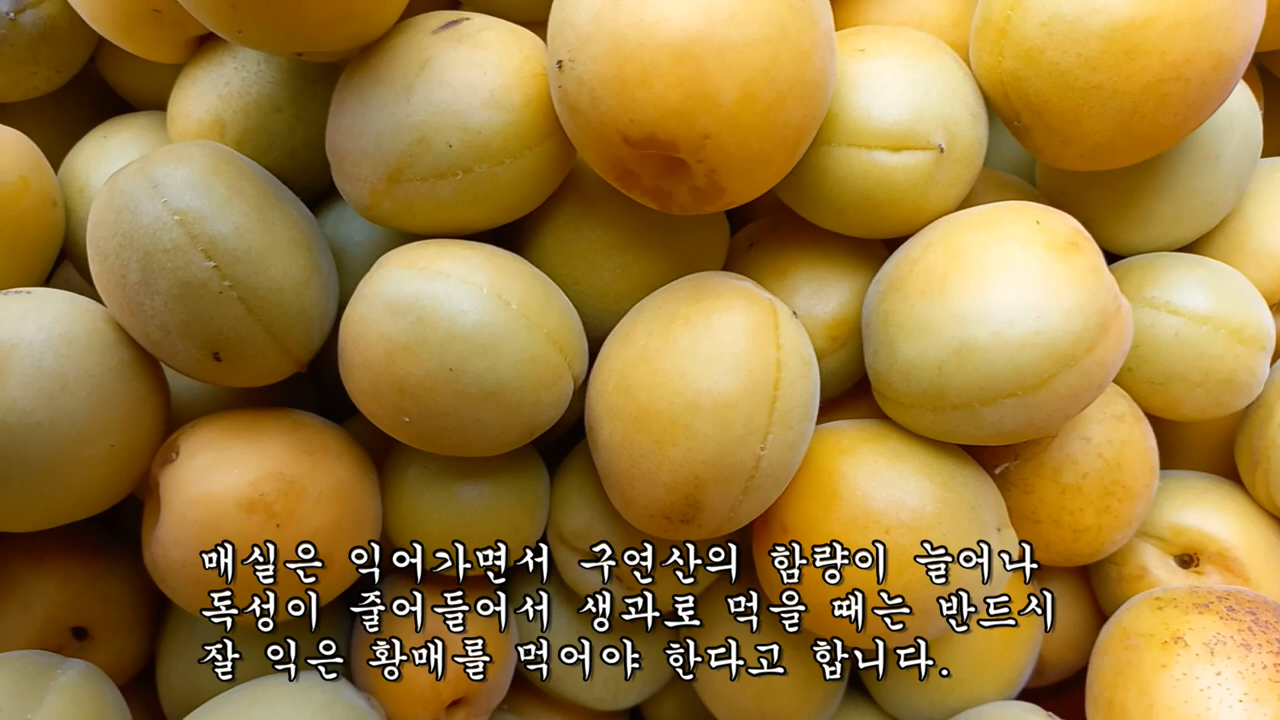 매실은 익어가면서 구연산의 함량이 늘어나
독성이 줄어들어서 생과로 먹을 때는 반드시
잘 익은 황매를 먹어야 한다고 합니다.